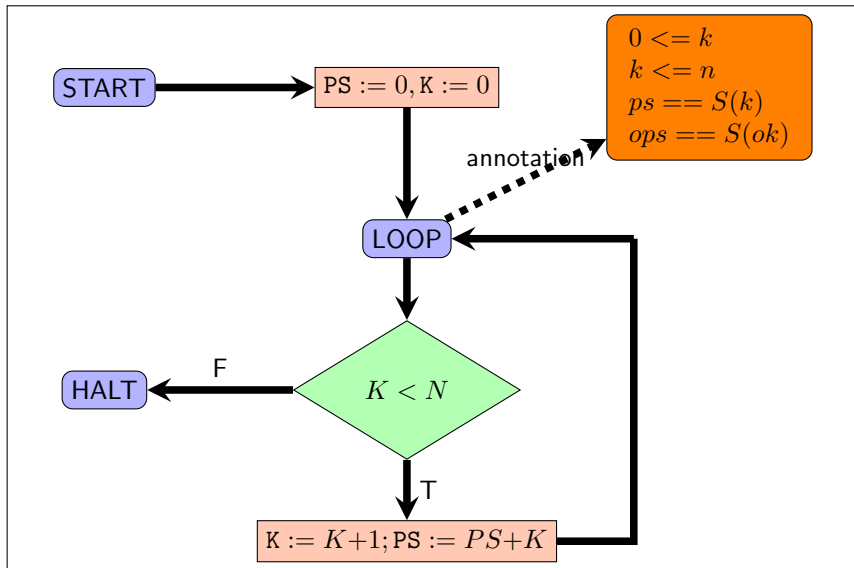 0 <= k
k <= n
ps == S(k)
ops == S(ok)
START
PS := 0, K := 0
annotation
LOOP
K < N
F
HALT
T
K := K+1; PS := PS+K